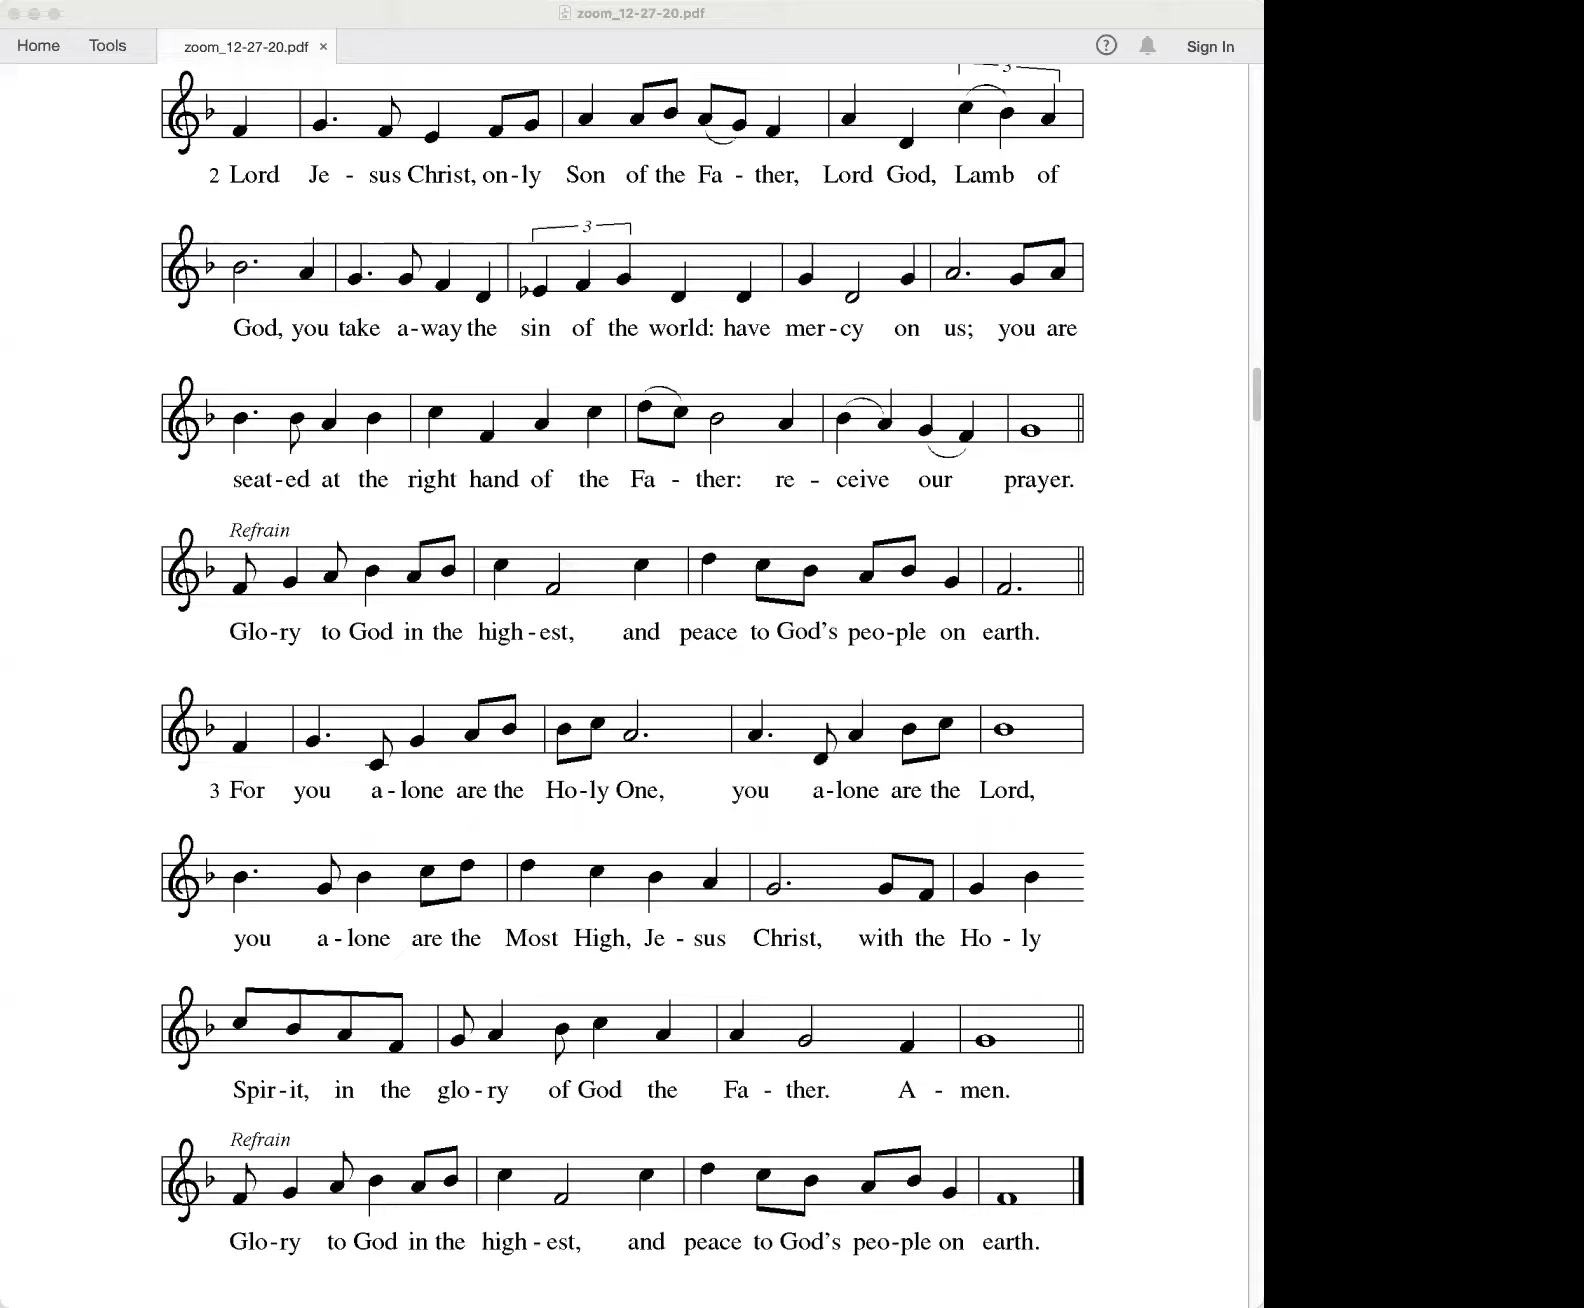 zoom_12-27-20.pdf
Home Tools zoom_12-27-20.pdf × ? Sign In
3
2 Lord Je - sus Christ, on - ly Son of the Fa - ther, Lord God, Lamb of
3
God, you take a - way the sin of the world: have mer - cy on us; you are
seat - ed at the right hand of the Fa - ther: re - ceive our prayer.
Refrain
Glo - ry to God in the high - est, and peace to God's peo - ple on earth.
3 For you a - lone are the Ho - ly One, you a - lone are the Lord,
you a - lone are the Most High, Je - sus Christ, with the Ho - ly
Spir - it, in the glo - ry of God the Fa - ther. A - men.
Refrain
Glo - ry to God in the high - est, and peace to God's peo - ple on earth.